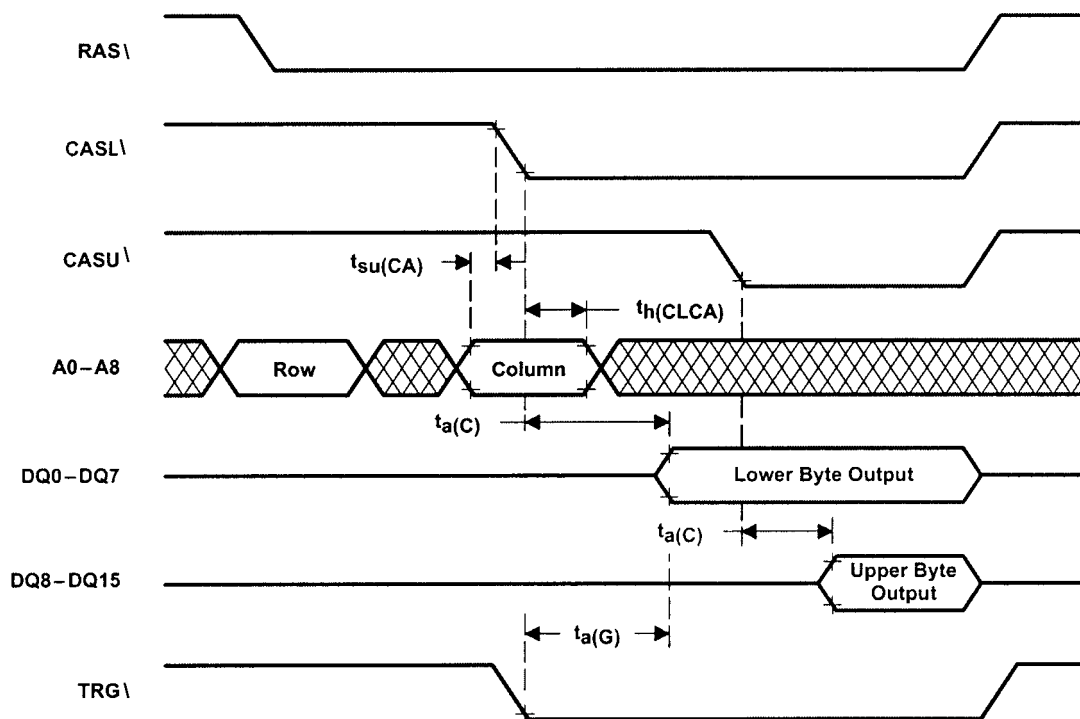 RAS\
CASL\
CASU\
tsu(CA)
th(CLCA)
A0–A8
Row
Column
ta(C)
DQ0–DQ7
Lower Byte Output
ta(C)
DQ8–DQ15
Upper Byte
Output
ta(G)
TRG\